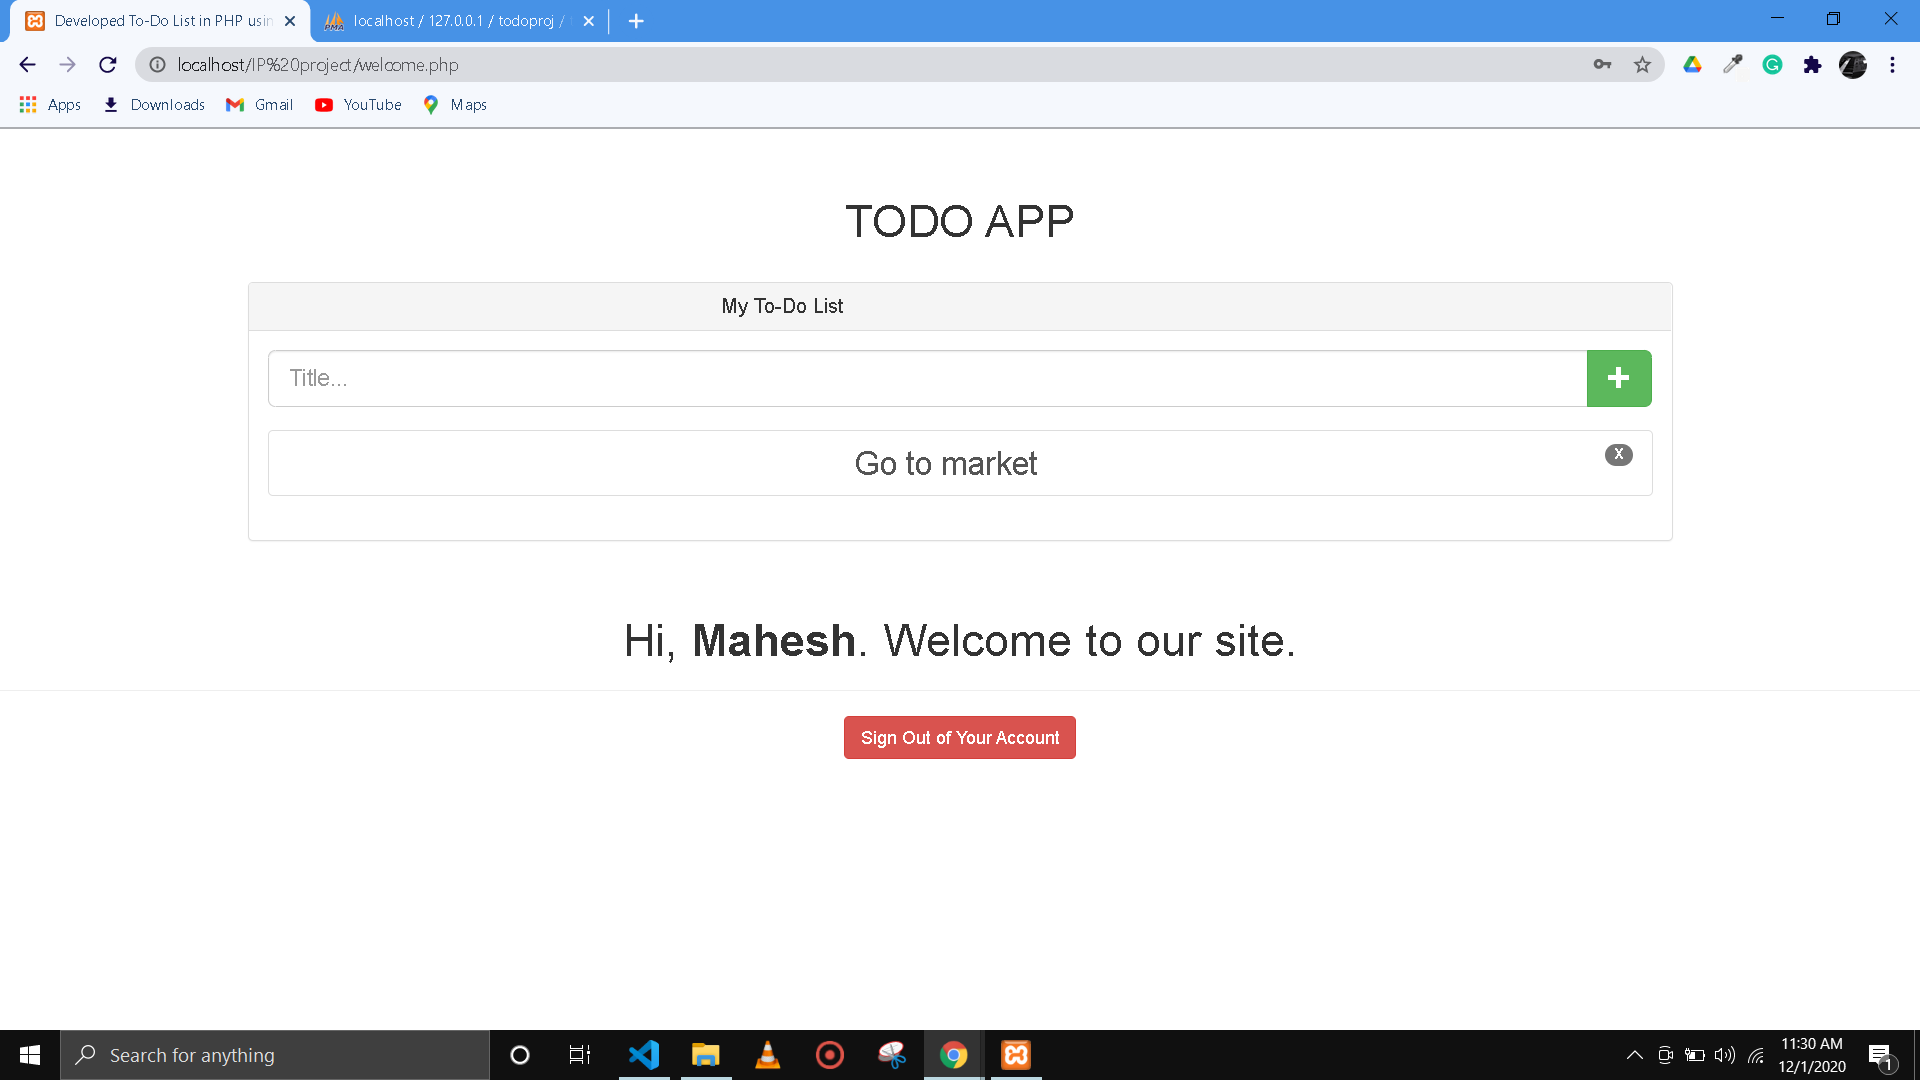 Developed To-Do List in PHP usin
localhost / 127.0.0.1 / todoproj /
localhost/IP%20project/welcome.php
Apps Downloads Gmail YouTube Maps
TODO APP
My To-Do List
Title...
Go to market
X
Hi, Mahesh. Welcome to our site.
Sign Out of Your Account
Search for anything
11:30 AM
12/1/2020
1